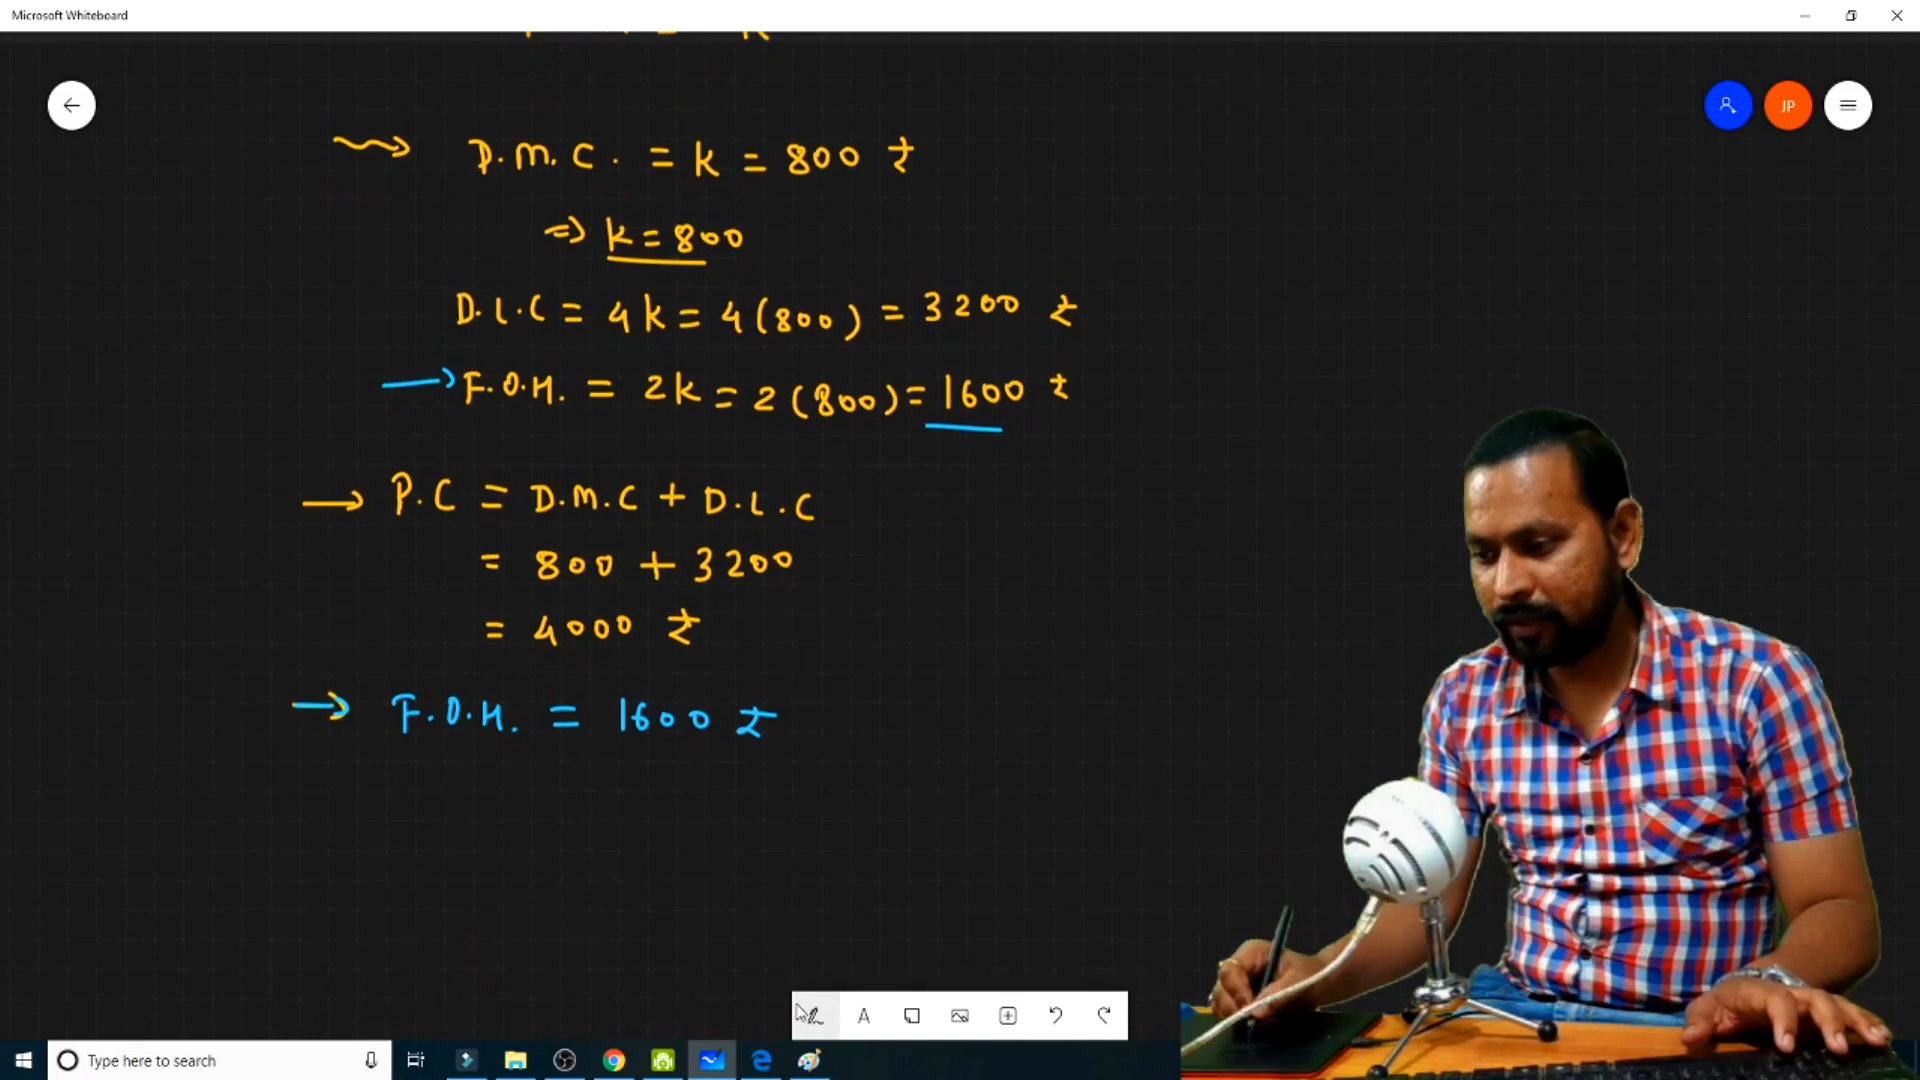 Microsoft Whiteboard
JP
D.M.C. = K = 800 ₹
⇒ K = 800
D.L.C = 4K = 4(800) = 3200 ₹
F.O.H. = 2K = 2(800) = 1600 ₹
P.C = D.M.C + D.L.C
= 800 + 3200
= 4000 ₹
F.O.H. = 1600 ₹
Type here to search